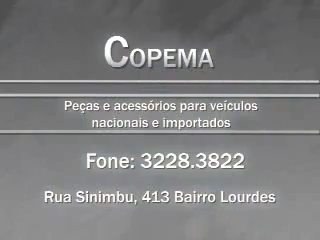 COPEMA
Peças e acessórios para veículos
nacionais e importados
Fone: 3228.3822
Rua Sinimbu, 413 Bairro Lourdes